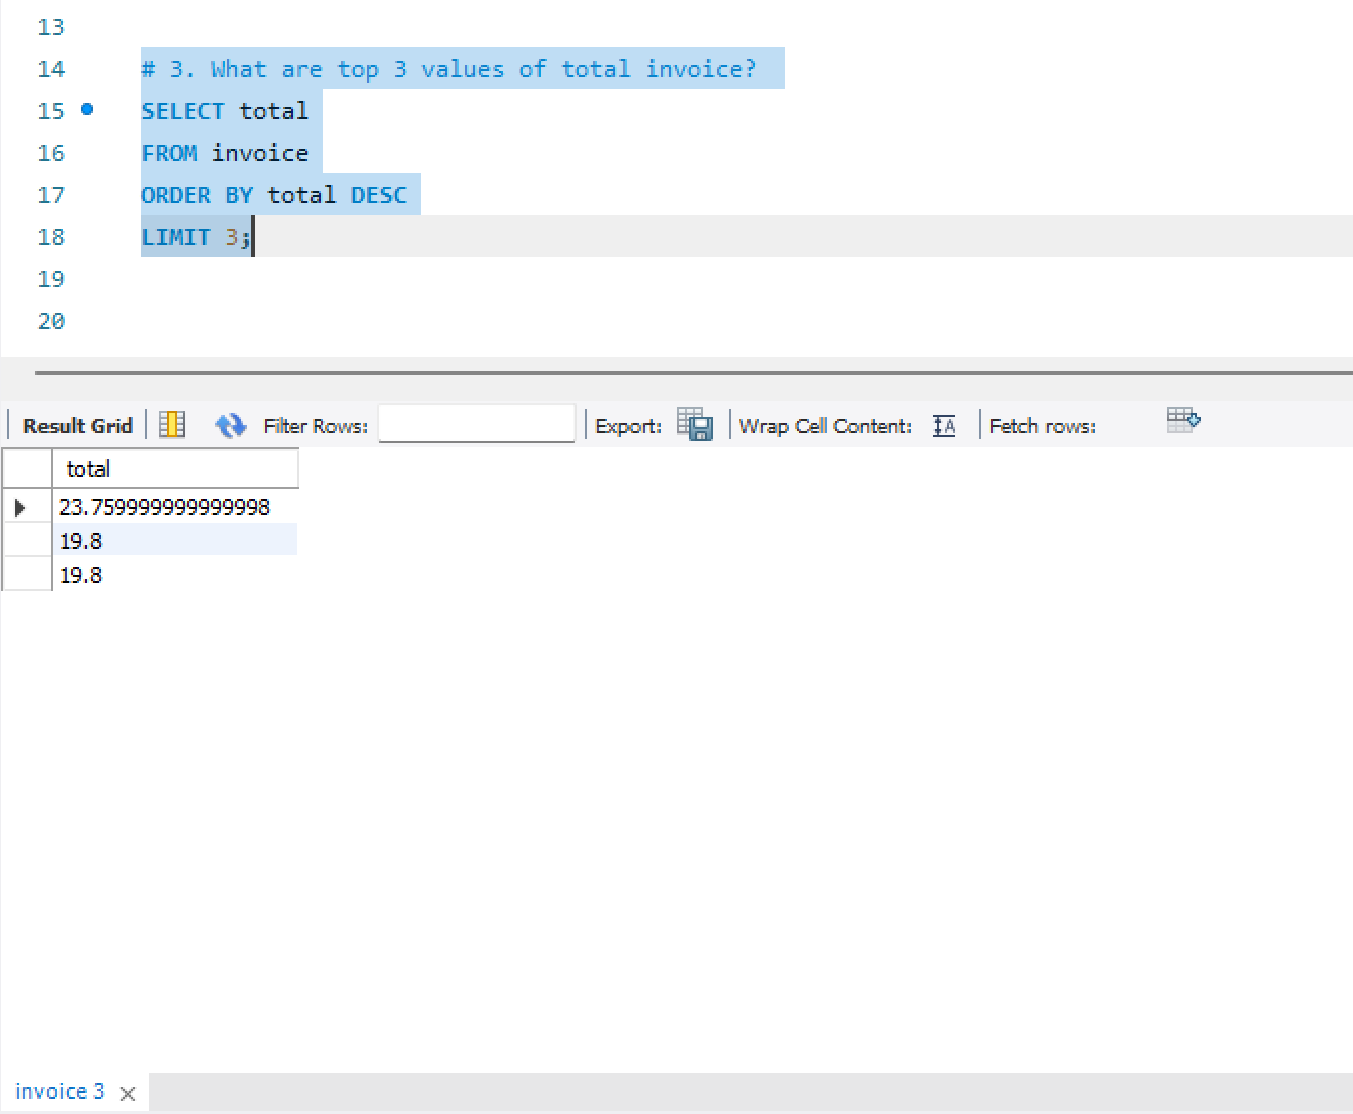 13
14 # 3. What are top 3 values of total invoice?
15 SELECT total
16 FROM invoice
17 ORDER BY total DESC
18 LIMIT 3;
19
20
Result Grid Filter Rows: Export: Wrap Cell Content: Fetch rows:
total
23.759999999999998
19.8
19.8
invoice 3